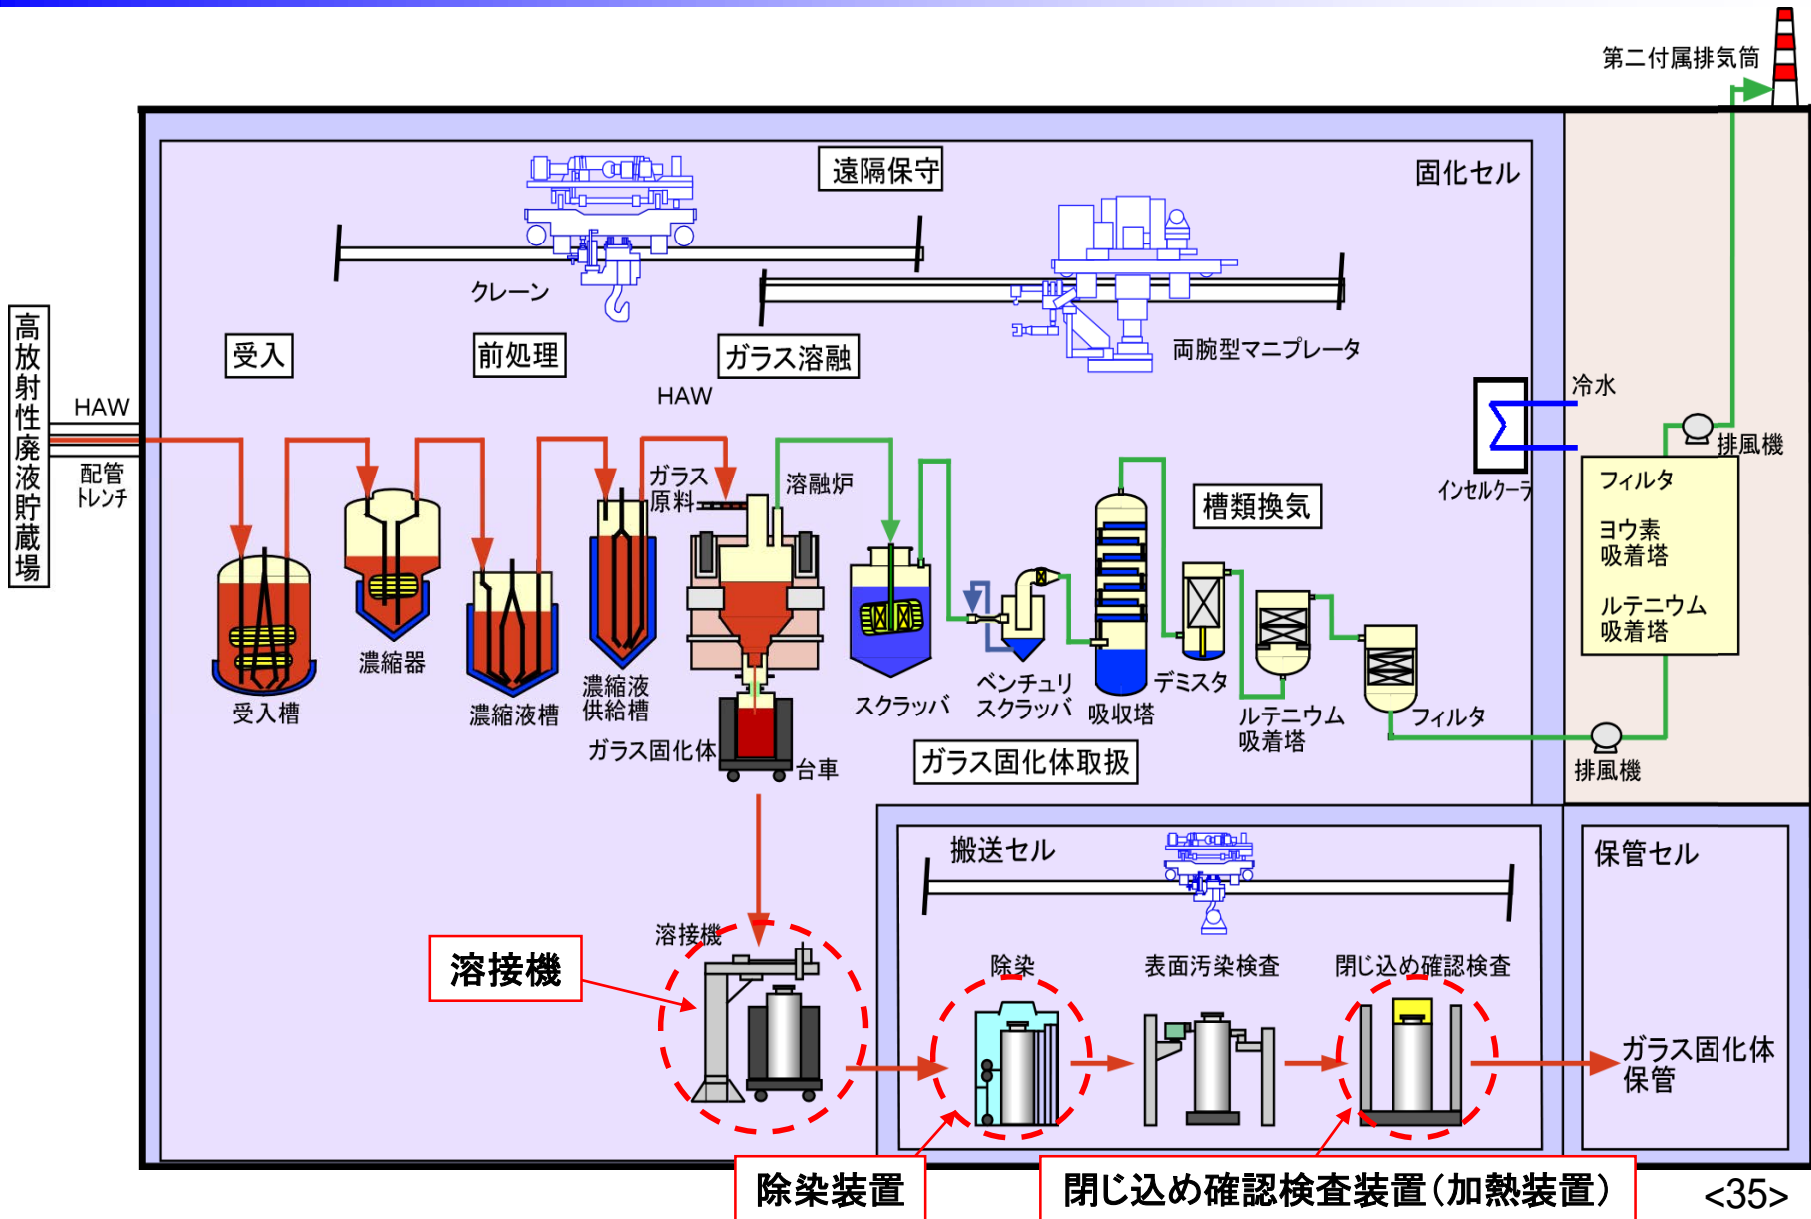 第二付属排気筒
遠隔保守
固化セル
クレーン
両腕型マニプレータ
高放射性廃液貯蔵場
受入
前処理
ガラス溶融
HAW
HAW
配管
トレンチ
冷水
インセルクーラ
排風機
フィルタ
ヨウ素
吸着塔
ルテニウム
吸着塔
ガラス
原料
溶融炉
槽類換気
受入槽
濃縮器
濃縮液槽
濃縮液
供給槽
ガラス固化体
台車
スクラッバ
ベンチュリ
スクラッバ
吸収塔
デミスタ
ルテニウム
吸着塔
フィルタ
排風機
ガラス固化体取扱
搬送セル
保管セル
溶接機
溶接機
除染
表面汚染検査
閉じ込め確認検査
ガラス固化体
保管
除染装置
閉じ込め確認検査装置(加熱装置)
<35>